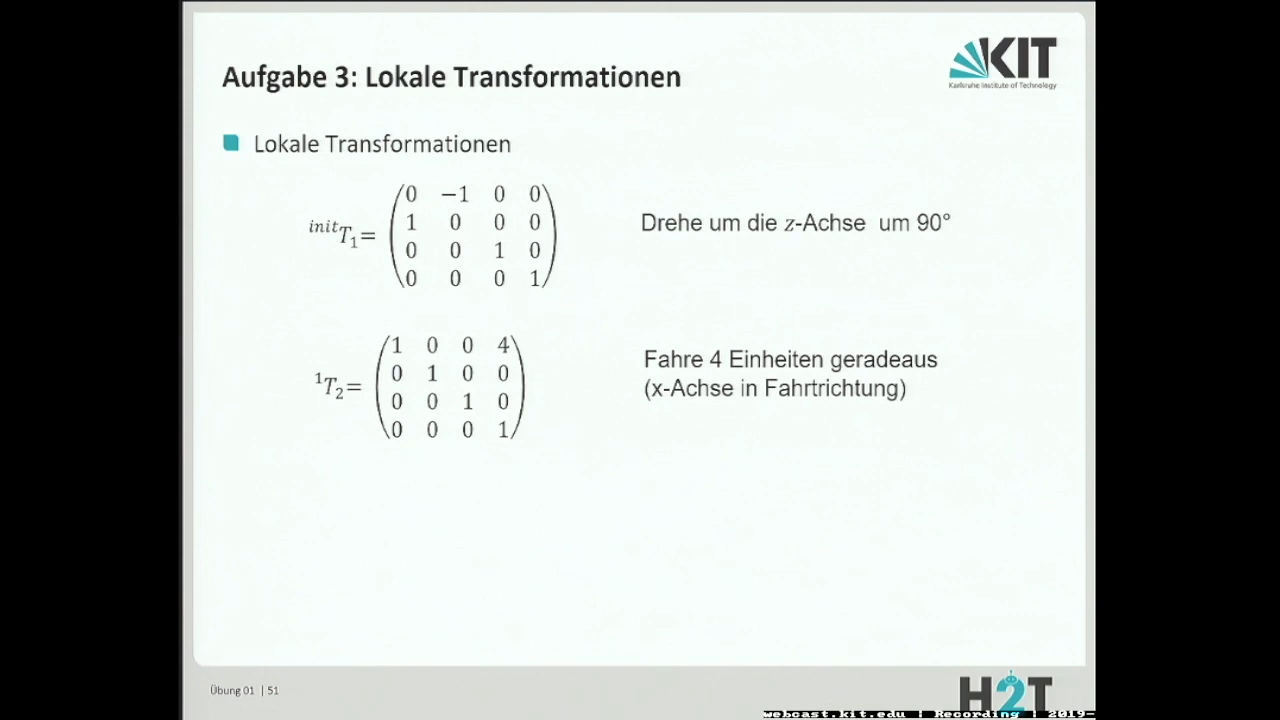 Aufgabe 3: Lokale Transformationen
KIT
Karlsruhe Institute of Technology
Lokale Transformationen
initT1=
0 −1 0 0
1 0 0 0
0 0 1 0
0 0 0 1
Drehe um die z-Achse um 90°
1T2=
1 0 0 4
0 1 0 0
0 0 1 0
0 0 0 1
Fahre 4 Einheiten geradeaus
(x-Achse in Fahrtrichtung)
Übung 01 | 51
H2T
webcast.kit.edu | Recording | 2019-